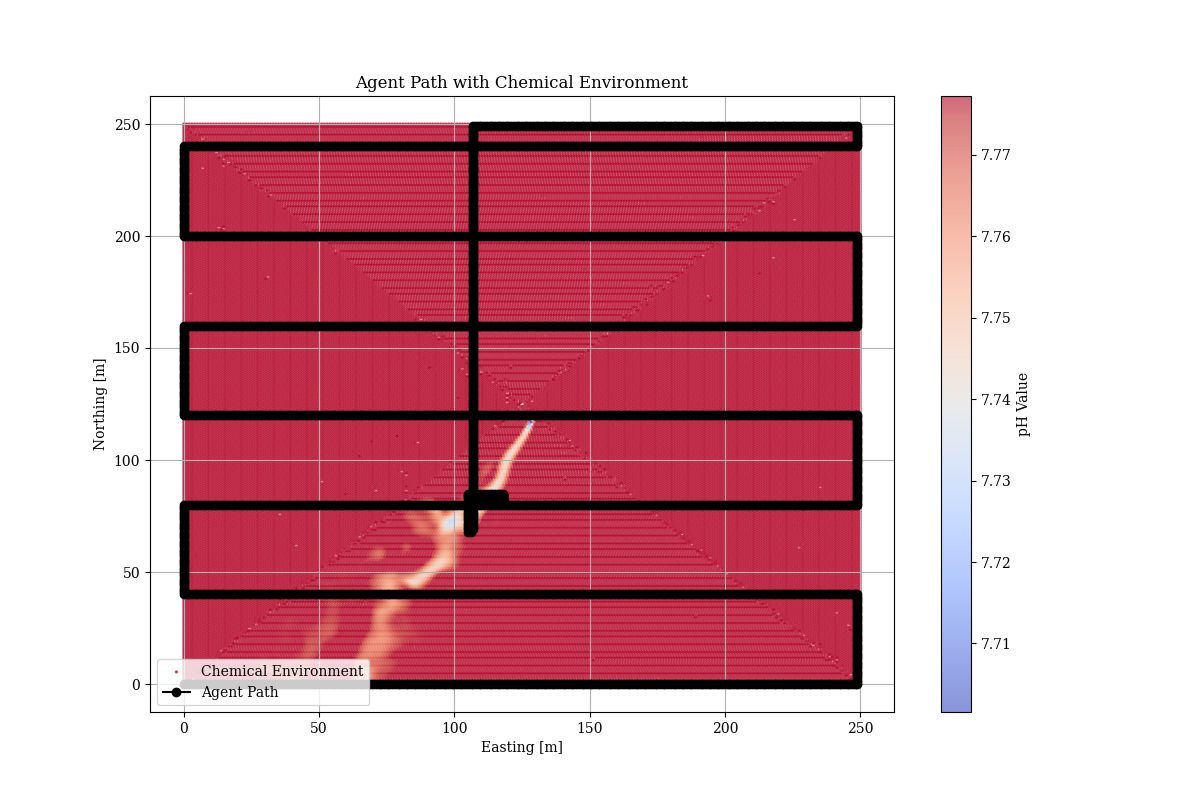 Agent Path with Chemical Environment
Northing [m]
250
200
150
100
50
0
0 50 100 150 200 250
Easting [m]
Chemical Environment
Agent Path
7.77
7.76
7.75
7.74
7.73
7.72
7.71
pH Value